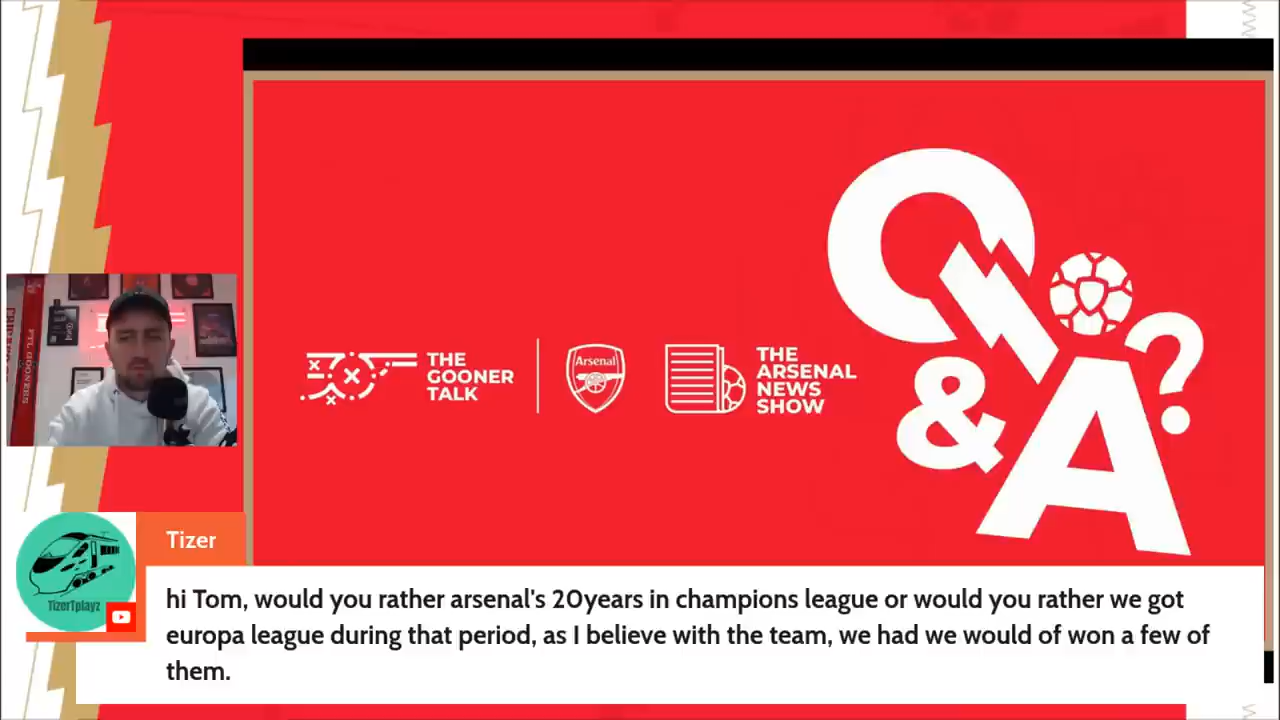 Q
&
A?
THE
GOONER
TALK
Arsenal
THE
ARSENAL
NEWS
SHOW
Tizer
TizerTplayz
hi Tom, would you rather arsenal's 20years in champions league or would you rather we got
europa league during that period, as I believe with the team, we had we would of won a few of
them.